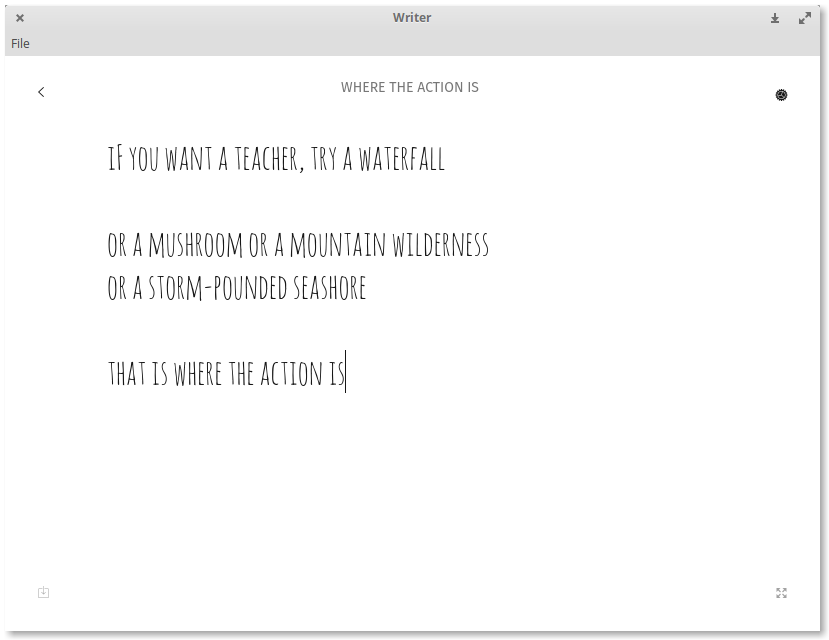 Writer
File
WHERE THE ACTION IS
IF YOU WANT A TEACHER, TRY A WATERFALL
OR A MUSHROOM OR A MOUNTAIN WILDERNESS
OR A STORM-POUNDED SEASHORE
THAT IS WHERE THE ACTION IS